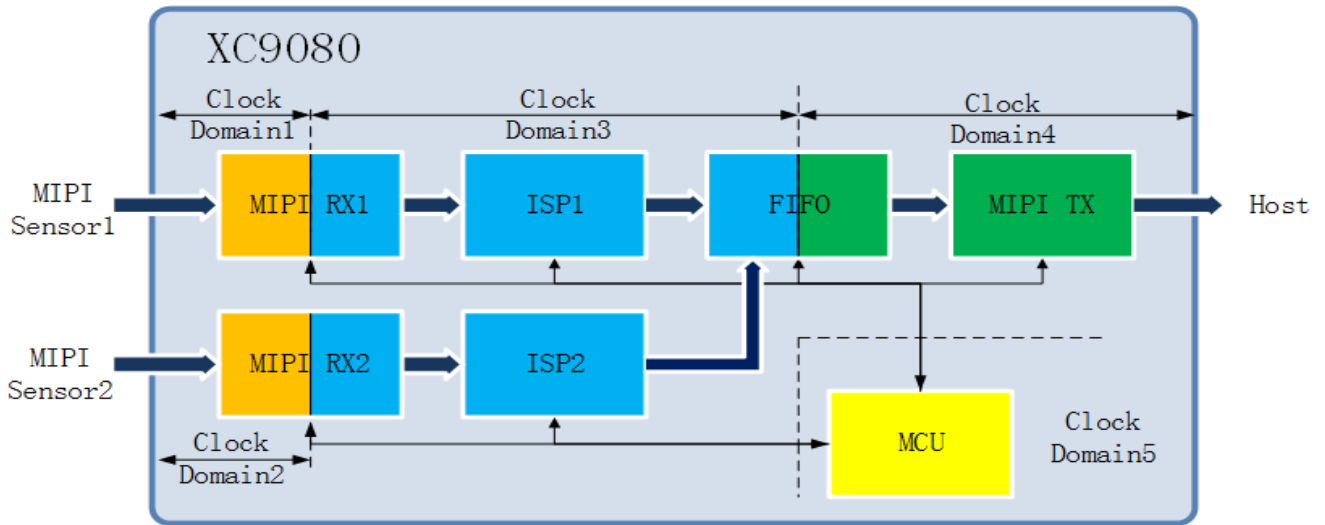 XC9080
Clock
Domain1
Clock
Domain3
Clock
Domain4
MIPI
Sensor1
MIPI RX1
ISP1
FIFO
MIPI TX
Host
MIPI
Sensor2
MIPI RX2
ISP2
Clock
Domain2
MCU
Clock
Domain5